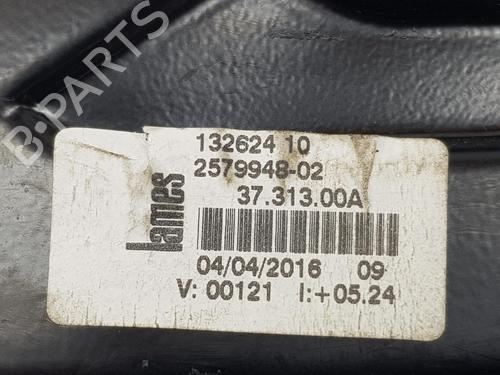 B-PARTS
132624 10
2579948-02
37.313.00A
lames
04/04/2016 09
V: 00121 I:+05.24